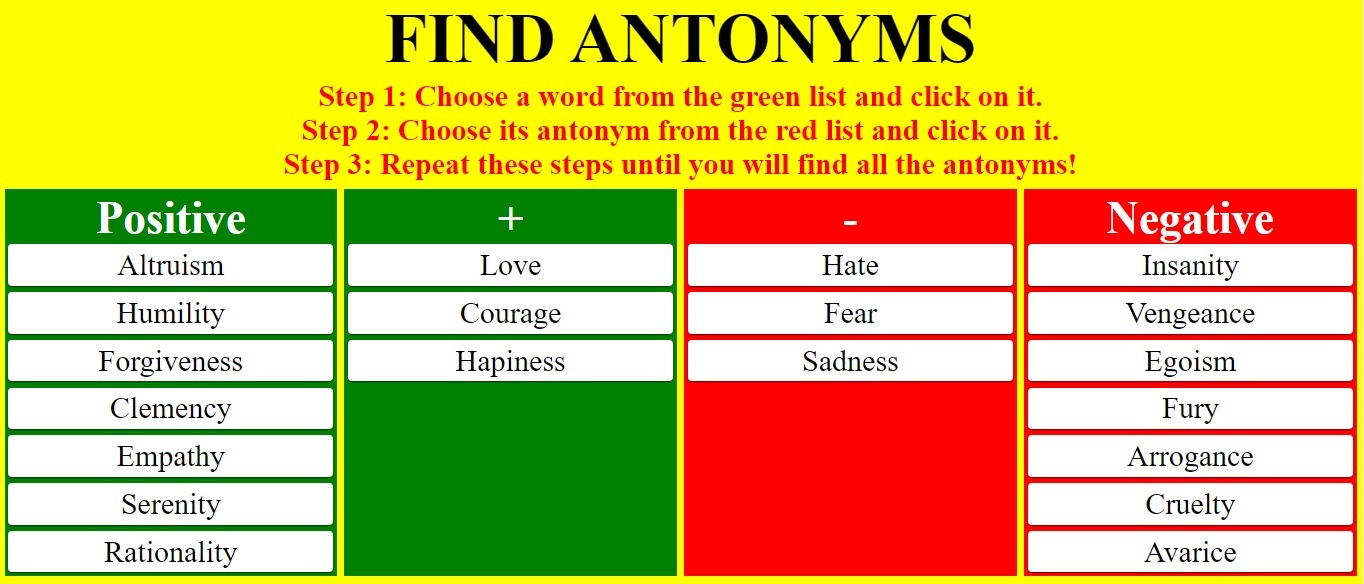 FIND ANTONYMS
Step 1: Choose a word from the green list and click on it.
Step 2: Choose its antonym from the red list and click on it.
Step 3: Repeat these steps until you will find all the antonyms!
Positive
Altruism
Humility
Forgiveness
Clemency
Empathy
Serenity
Rationality
+
Love
Courage
Hapiness
-
Hate
Fear
Sadness
Negative
Insanity
Vengeance
Egoism
Fury
Arrogance
Cruelty
Avarice